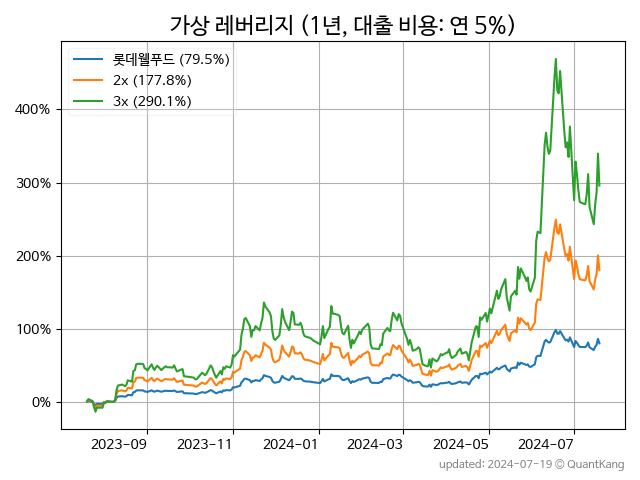 가상 레버리지 (1년, 대출 비용: 연 5%)
롯데웰푸드 (79.5%)
2x (177.8%)
3x (290.1%)
400%
300%
200%
100%
0%
2023-09 2023-11 2024-01 2024-03 2024-05 2024-07
updated: 2024-07-19 © QuantKang